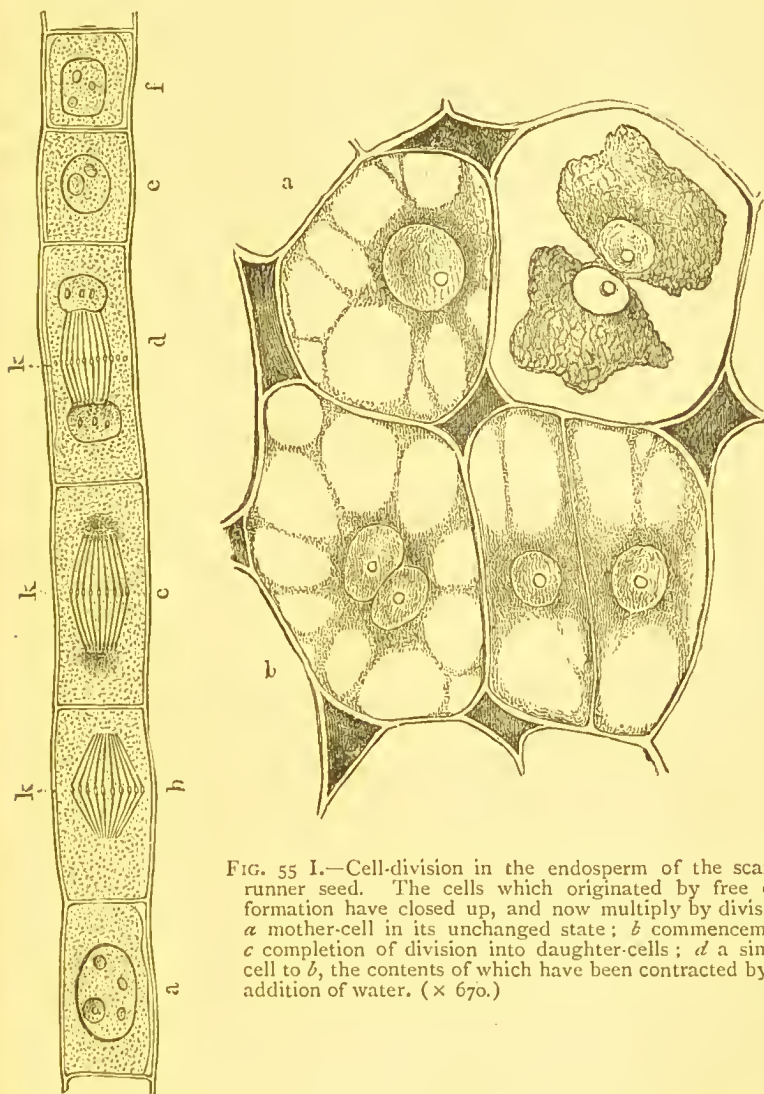 f
e
d
k
c
k
b
k
a
a
b
FIG. 55 I.—Cell-division in the endosperm of the sca
runner seed. The cells which originated by free
formation have closed up, and now multiply by divis
a mother-cell in its unchanged state; b commencem
c completion of division into daughter-cells; d a sim
cell to b, the contents of which have been contracted by
addition of water. (× 670.)